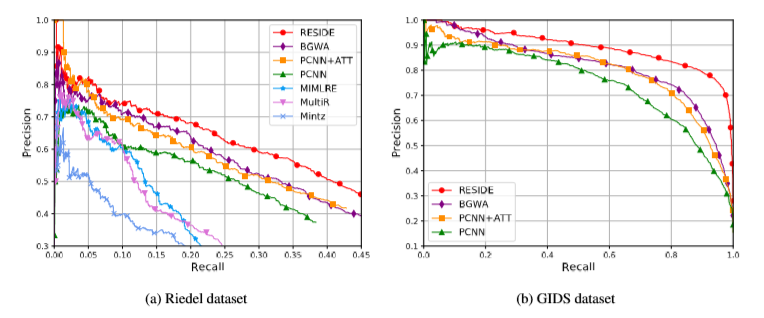 1.0
0.9
0.8
0.7
0.6
0.5
0.4
0.3
Precision
0.00 0.05 0.10 0.15 0.20 0.25 0.30 0.35 0.40 0.45
Recall
RESIDE
BGWA
PCNN+ATT
PCNN
MIMLRE
MultiR
Mintz
(a) Riedel dataset
1.0
0.9
0.8
0.7
0.6
0.5
0.4
0.3
0.2
0.1
Precision
0.0 0.2 0.4 0.6 0.8 1.0
Recall
RESIDE
BGWA
PCNN+ATT
PCNN
(b) GIDS dataset